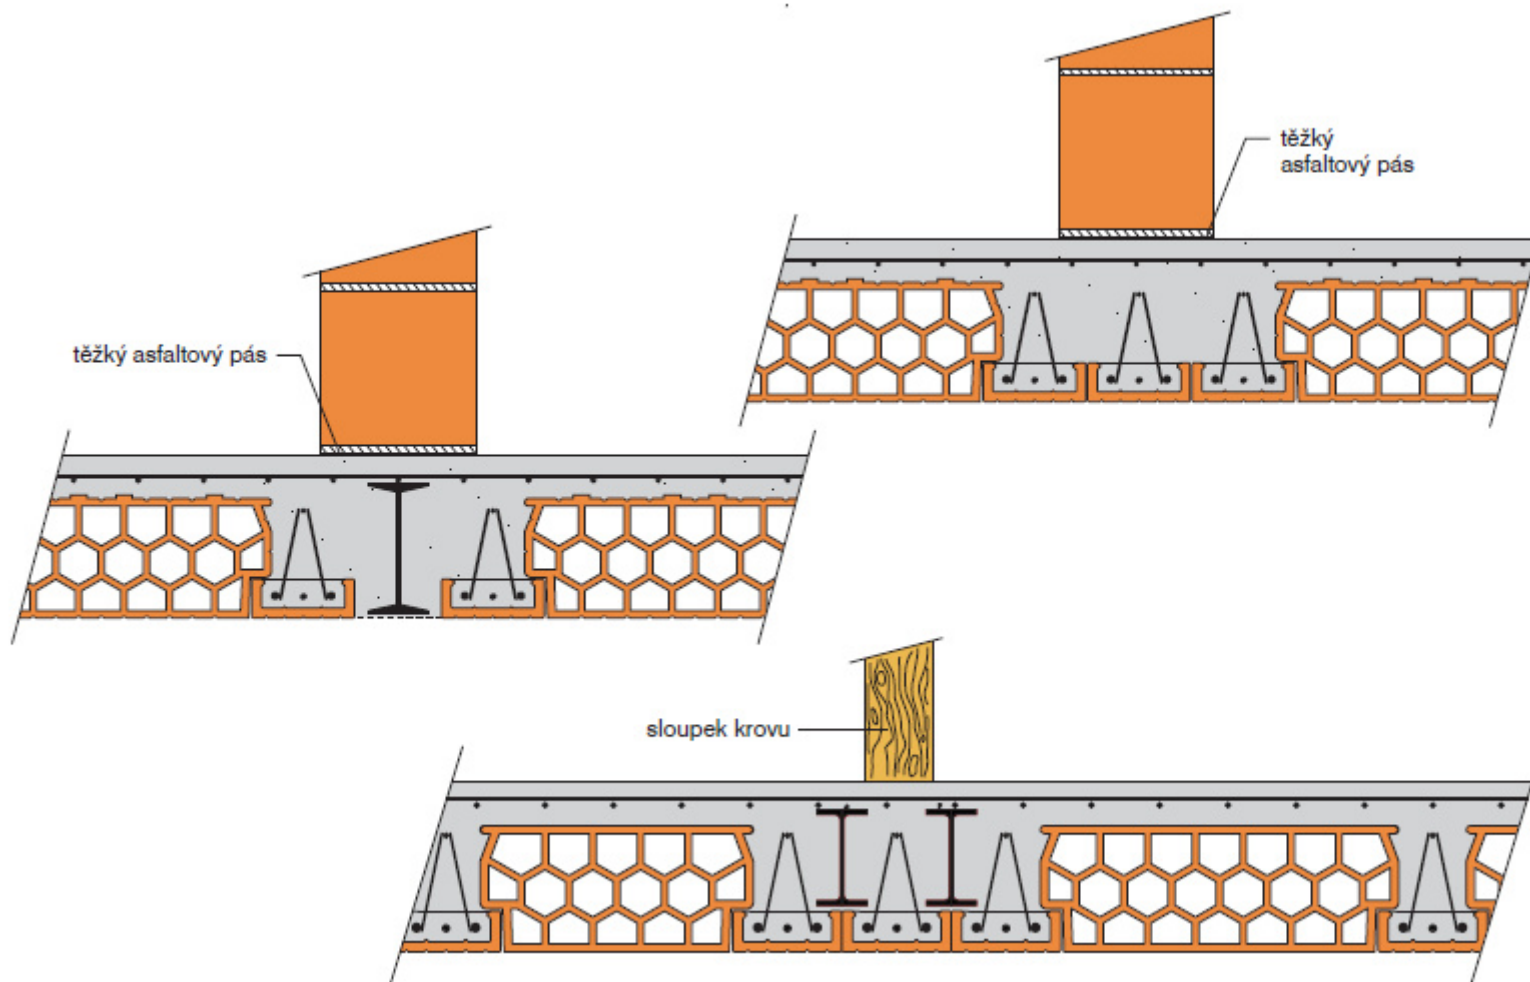 těžký
asfaltový pás
těžký asfaltový pás
sloupek krovu